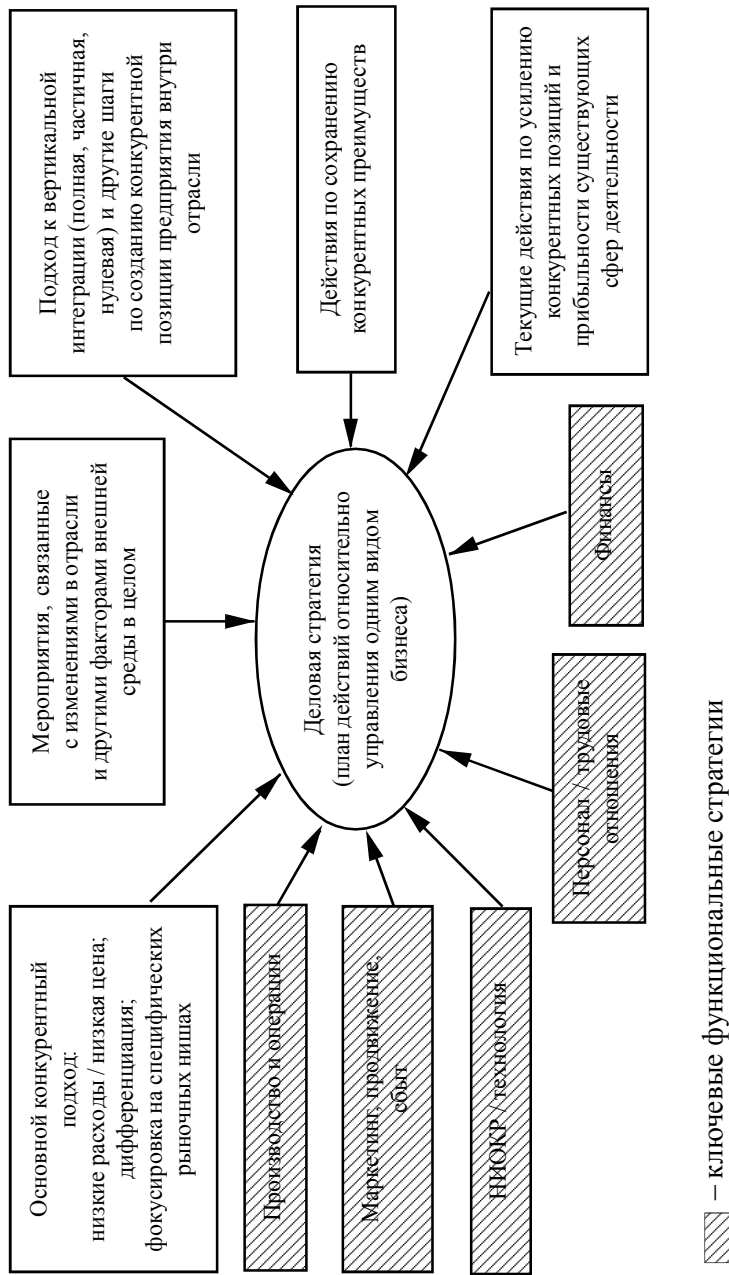 Основной конкурентный
подход:
низкие расходы / низкая цена;
дифференциация;
фокусировка на специфических
рыночных нишах
Мероприятия, связанные
с изменениями в отрасли
и другими факторами внешней
среды в целом
Подход к вертикальной
интеграции (полная, частичная,
нулевая) и другие шаги
по созданию конкурентной
позиции предприятия внутри
отрасли
Производство и операции
Маркетинг, продвижение,
сбыт
НИОКР / технология
Деловая стратегия
(план действий относительно
управления одним видом
бизнеса)
Действия по сохранению
конкурентных преимуществ
Текущие действия по усилению
конкурентных позиций и
прибыльности существующих
сфер деятельности
Персонал / трудовые
отношения
Финансы
– ключевые функциональные стратегии